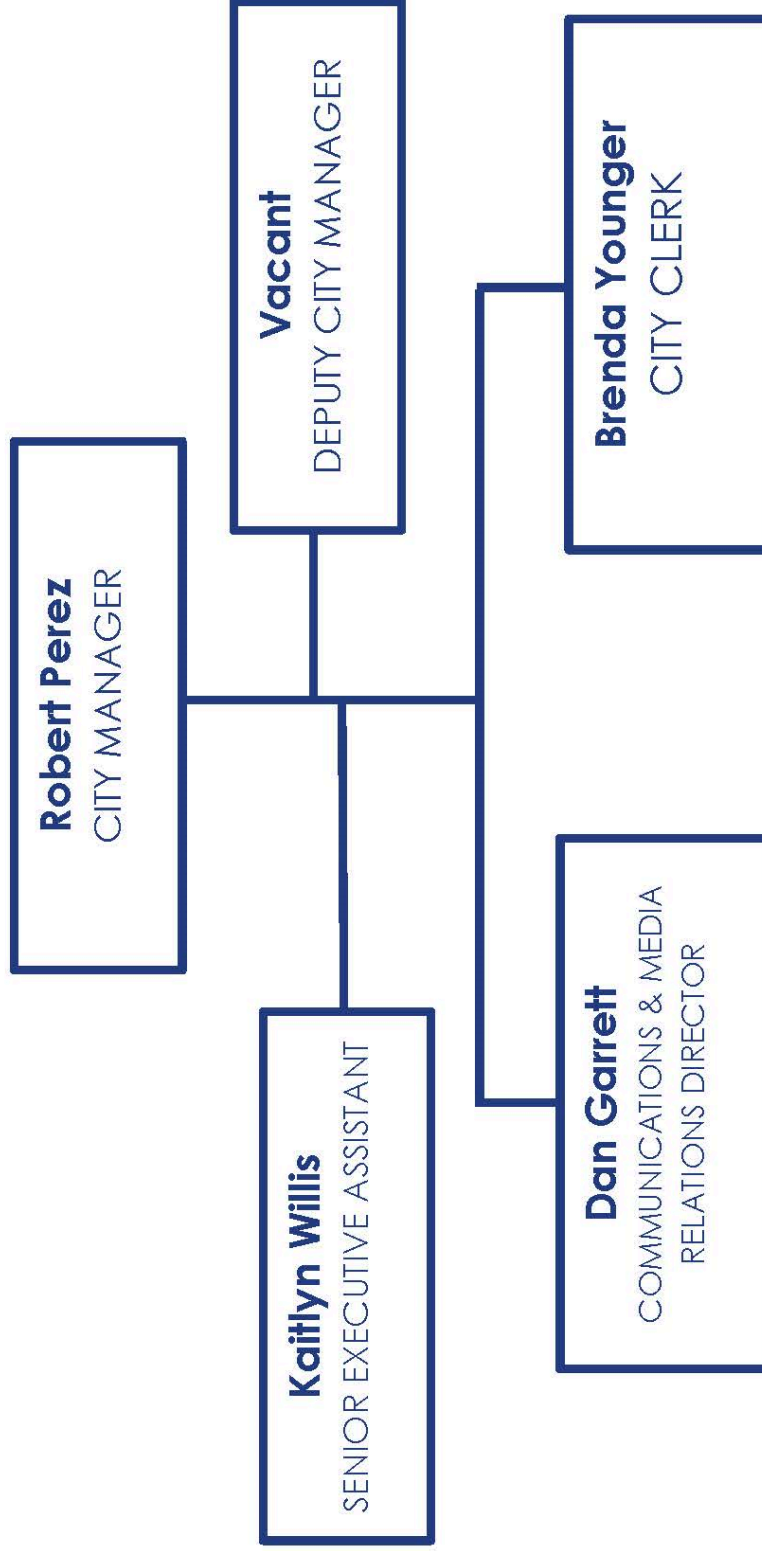 Robert Perez
CITY MANAGER
Kaitlyn Willis
SENIOR EXECUTIVE ASSISTANT
Vacant
DEPUTY CITY MANAGER
Dan Garrett
COMMUNICATIONS & MEDIA
RELATIONS DIRECTOR
Brenda Younger
CITY CLERK